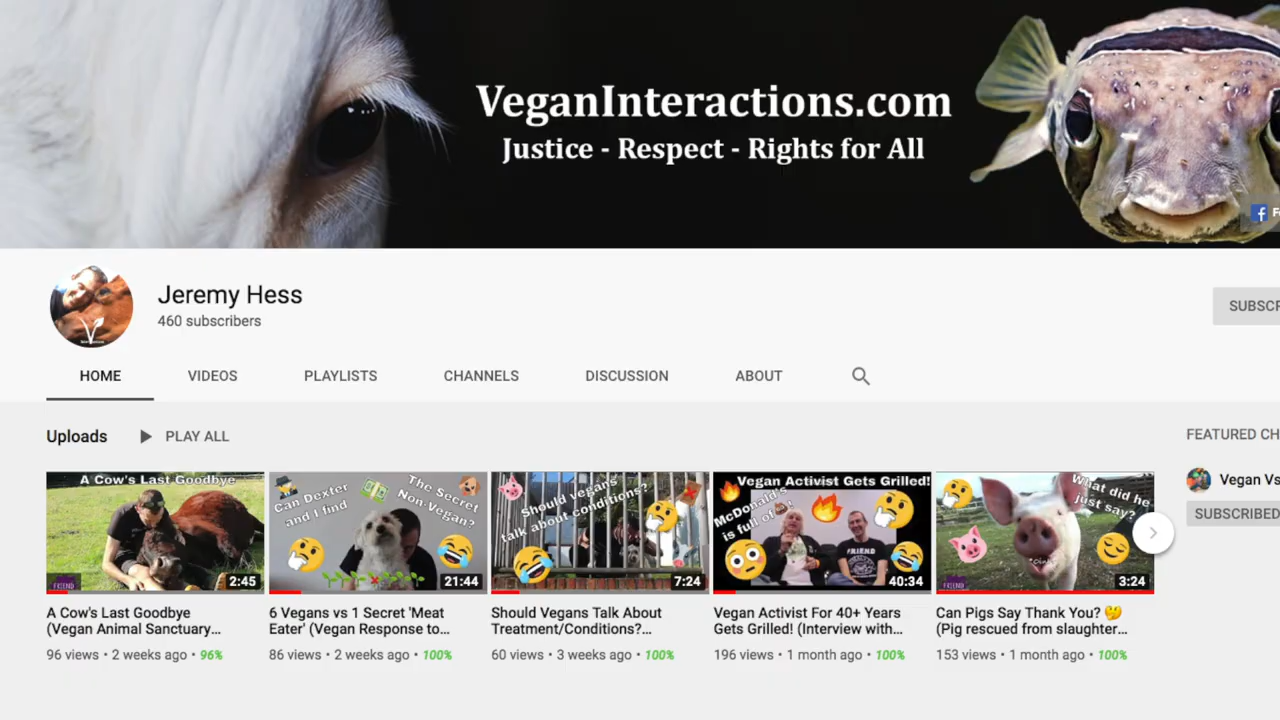 VeganInteractions.com
Justice - Respect - Rights for All
F
Jeremy Hess
460 subscribers
SUBSCR
HOME
VIDEOS
PLAYLISTS
CHANNELS
DISCUSSION
ABOUT
Uploads
PLAY ALL
FEATURED CH
A Cow's Last Goodbye
FRIEND
2:45
Can Dexter
and I find
The Secret
Non-Vegan?
21:44
Should vegans
talk about conditions?
7:24
Vegan Activist Gets Grilled!
McDonald's
is full of
FRIEND
40:34
What did he
just say?
*Oink*
FRIEND
3:24
Vegan Vs
SUBSCRIBED
A Cow's Last Goodbye
(Vegan Animal Sanctuary...
96 views • 2 weeks ago • 96%
6 Vegans vs 1 Secret 'Meat
Eater' (Vegan Response to...
86 views • 2 weeks ago • 100%
Should Vegans Talk About
Treatment/Conditions?...
60 views • 3 weeks ago • 100%
Vegan Activist For 40+ Years
Gets Grilled! (Interview with...
196 views • 1 month ago • 100%
Can Pigs Say Thank You? 🤔
(Pig rescued from slaughter...
153 views • 1 month ago • 100%